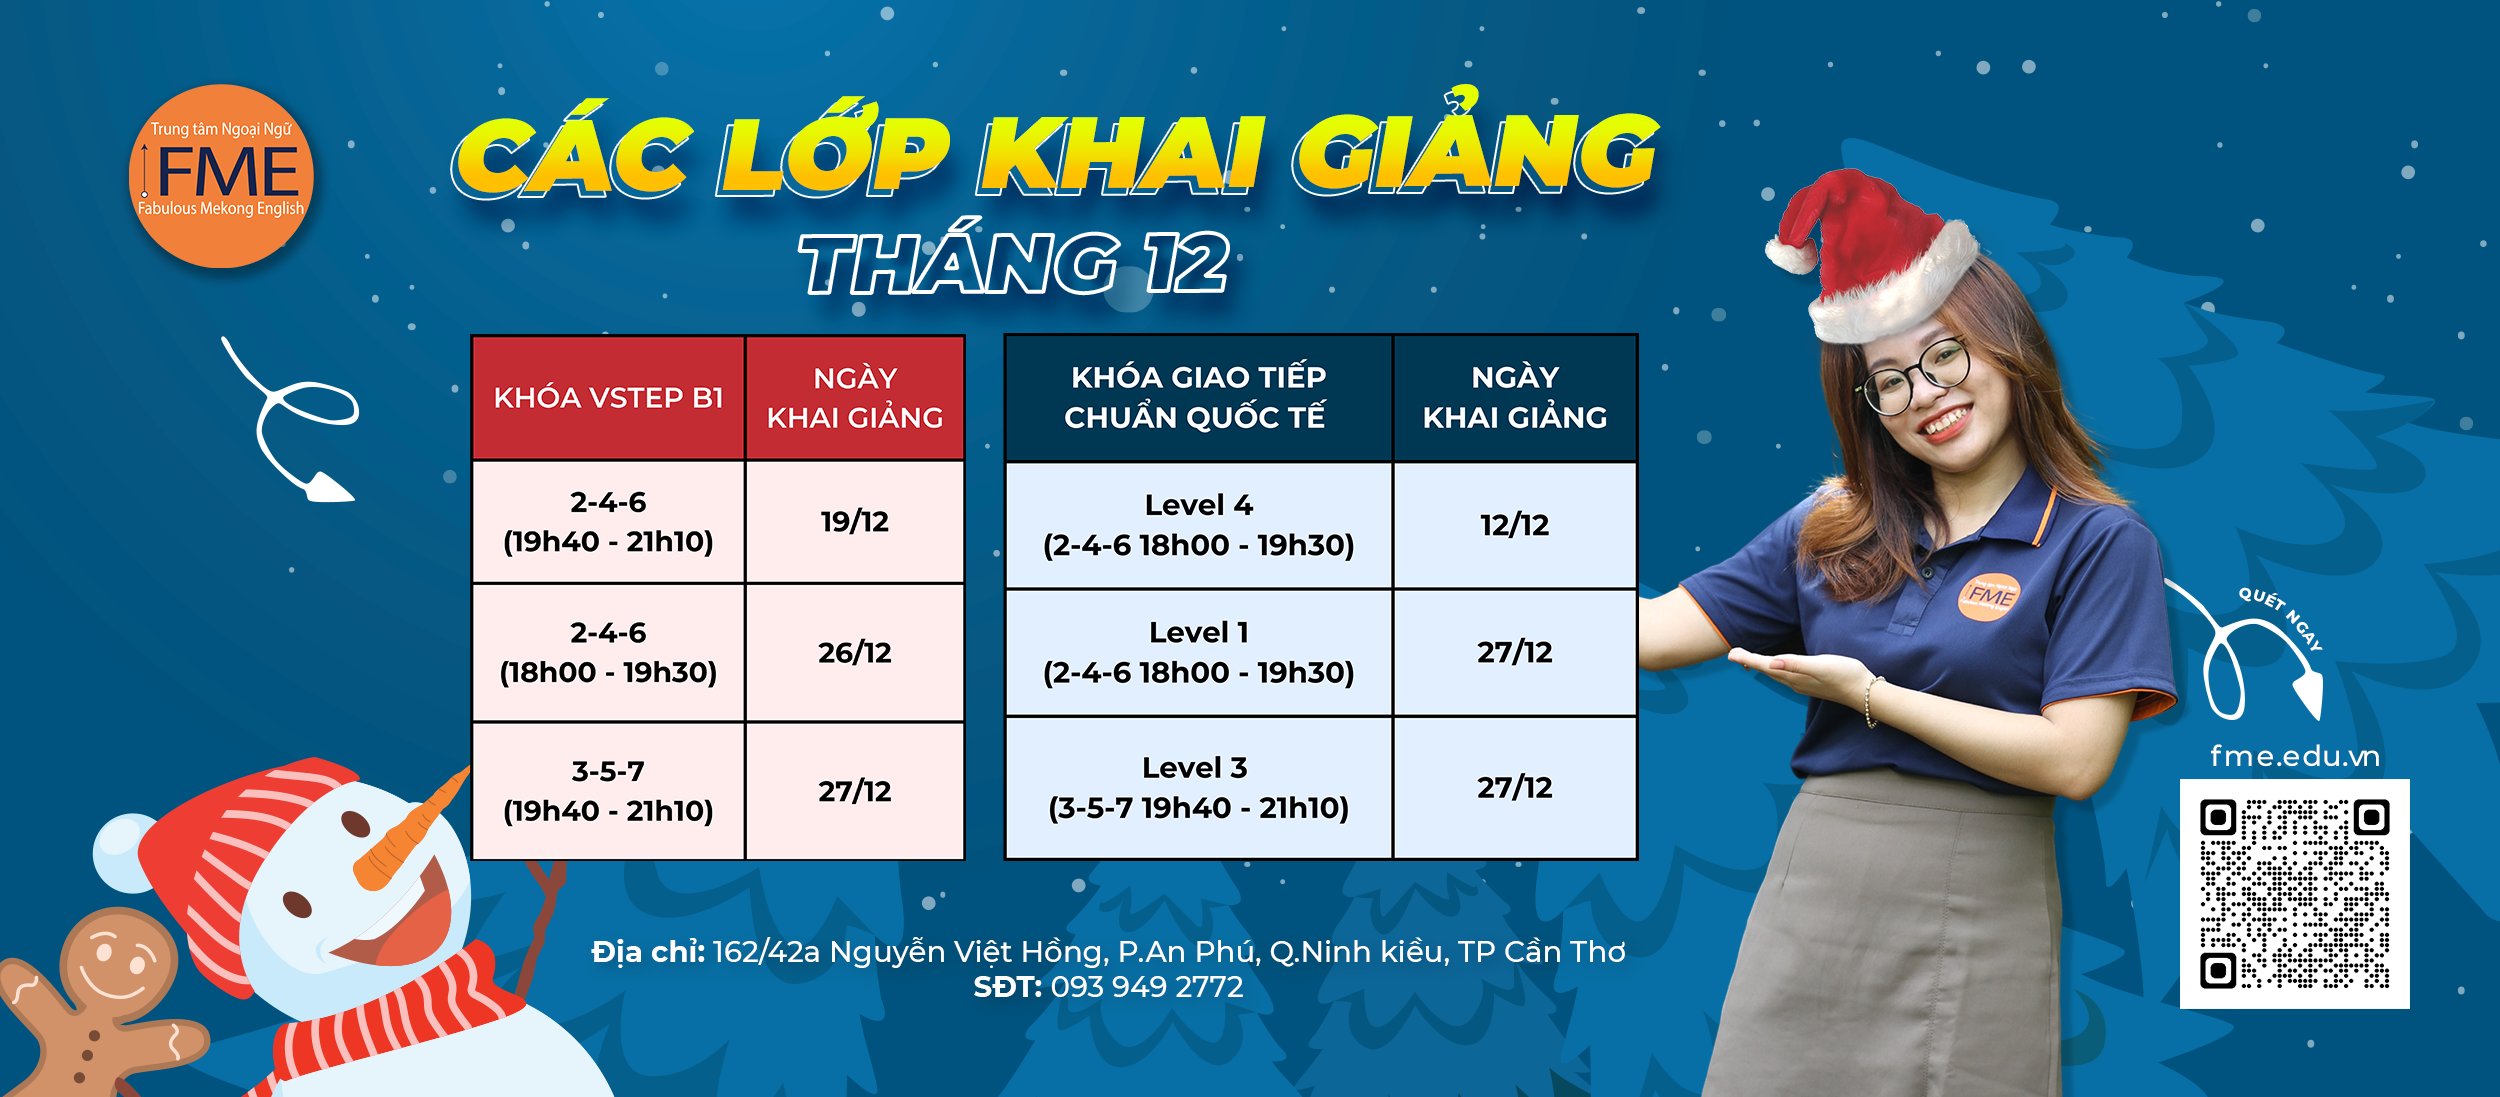 Trung tâm Ngoại Ngữ
FME
Fabulous Mekong English
CÁC LỚP KHAI GIẢNG
THÁNG 12
KHÓA VSTEP B1
NGÀY
KHAI GIẢNG
2-4-6
(19h40 - 21h10)
19/12
2-4-6
(18h00 - 19h30)
26/12
3-5-7
(19h40 - 21h10)
27/12
KHÓA GIAO TIẾP
CHUẨN QUỐC TẾ
NGÀY
KHAI GIẢNG
Level 4
(2-4-6 18h00 - 19h30)
12/12
Level 1
(2-4-6 18h00 - 19h30)
27/12
Level 3
(3-5-7 19h40 - 21h10)
27/12
FME
QUÉT NGAY
fme.edu.vn
Địa chỉ: 162/42a Nguyễn Việt Hồng, P.An Phú, Q.Ninh kiều, TP Cần Thơ
SĐT: 093 949 2772